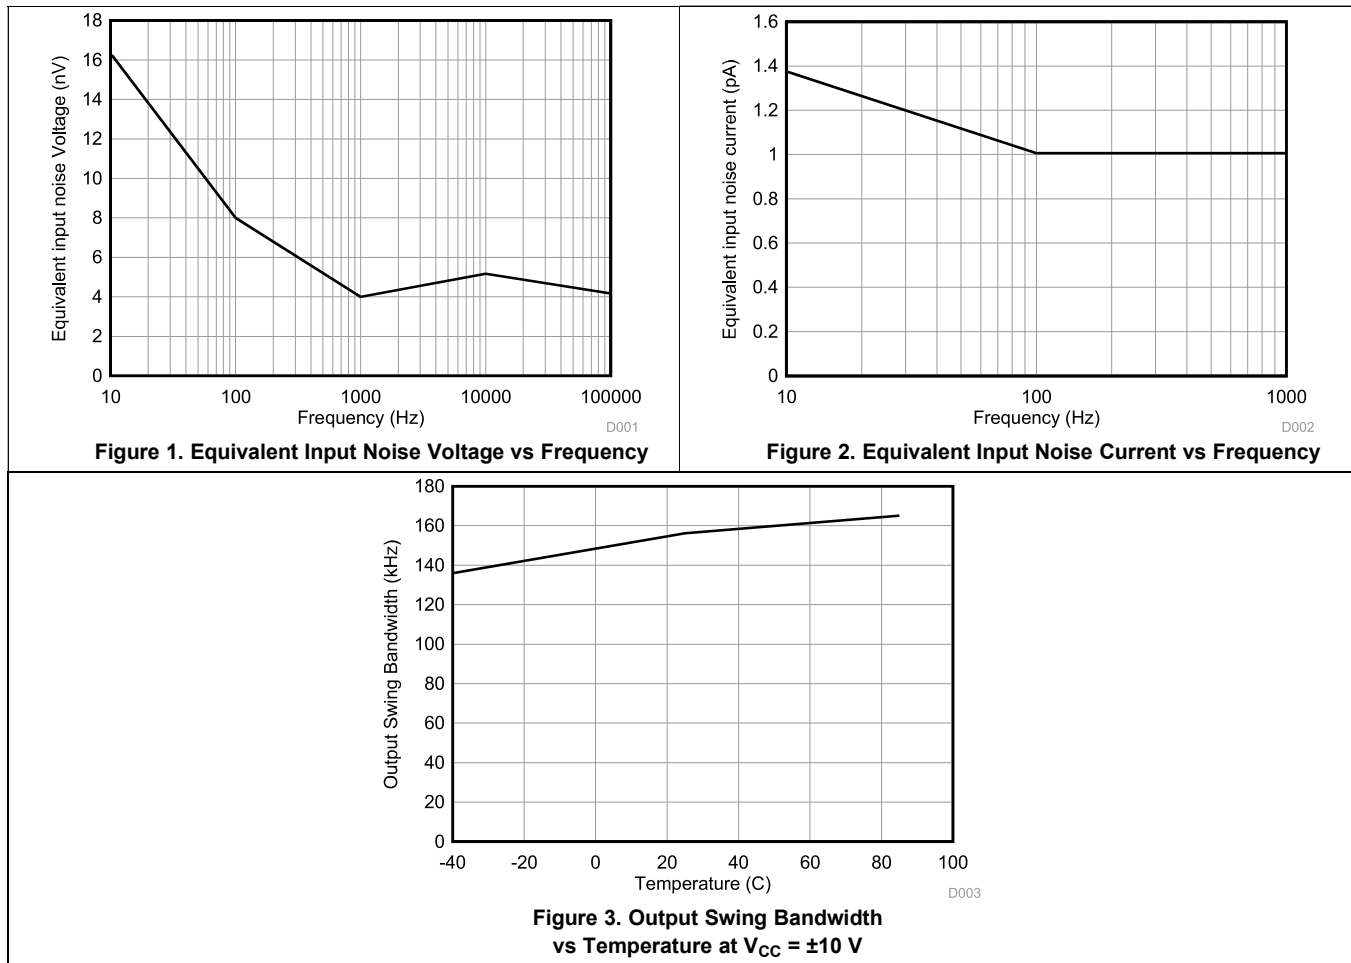 18
16
14
12
10
8
6
4
2
0
Equivalent input noise Voltage (nV)
10 100 1000 10000 100000
Frequency (Hz)
D001
Figure 1. Equivalent Input Noise Voltage vs Frequency
1.6
1.4
1.2
1
0.8
0.6
0.4
0.2
0
Equivalent input noise current (pA)
10 100 1000
Frequency (Hz)
D002
Figure 2. Equivalent Input Noise Current vs Frequency
180
160
140
120
100
80
60
40
20
0
Output Swing Bandwidth (kHz)
-40 -20 0 20 40 60 80 100
Temperature (C)
D003
Figure 3. Output Swing Bandwidth
vs Temperature at VCC = ±10 V